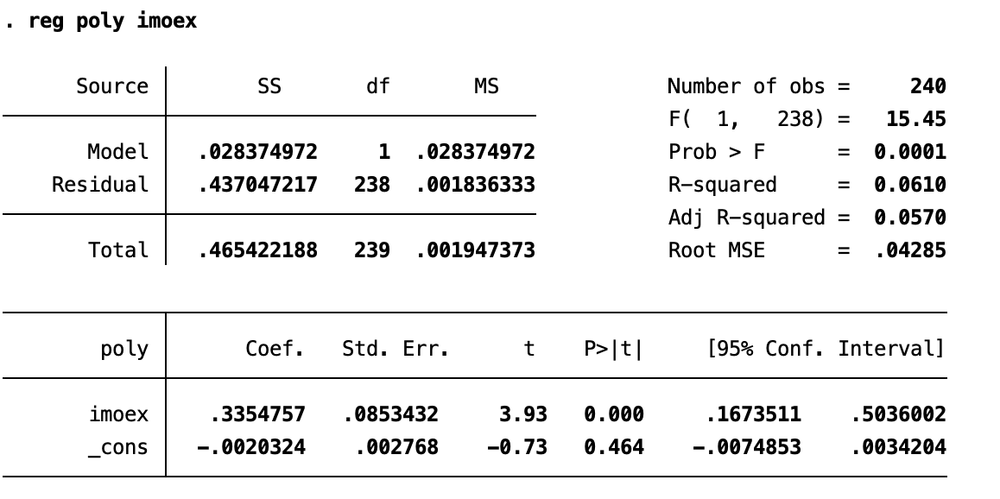 . reg poly imoex
Source SS df MS Number of obs = 240
F( 1, 238) = 15.45
Model .028374972 1 .028374972 Prob > F = 0.0001
Residual .437047217 238 .001836333 R-squared = 0.0610
Adj R-squared = 0.0570
Total .465422188 239 .001947373 Root MSE = .04285
poly Coef. Std. Err. t P>|t| [95% Conf. Interval]
imoex .3354757 .0853432 3.93 0.000 .1673511 .5036002
_cons -.0020324 .002768 -0.73 0.464 -.0074853 .0034204